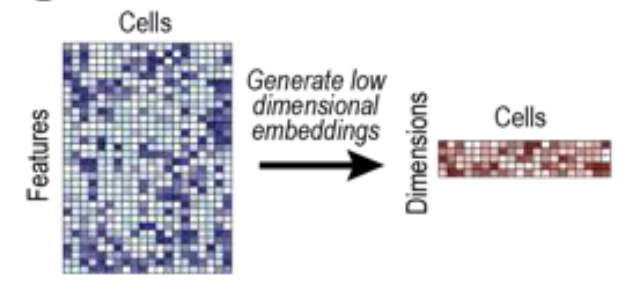 Cells
Features
Generate low
dimensional
embeddings
Dimensions
Cells